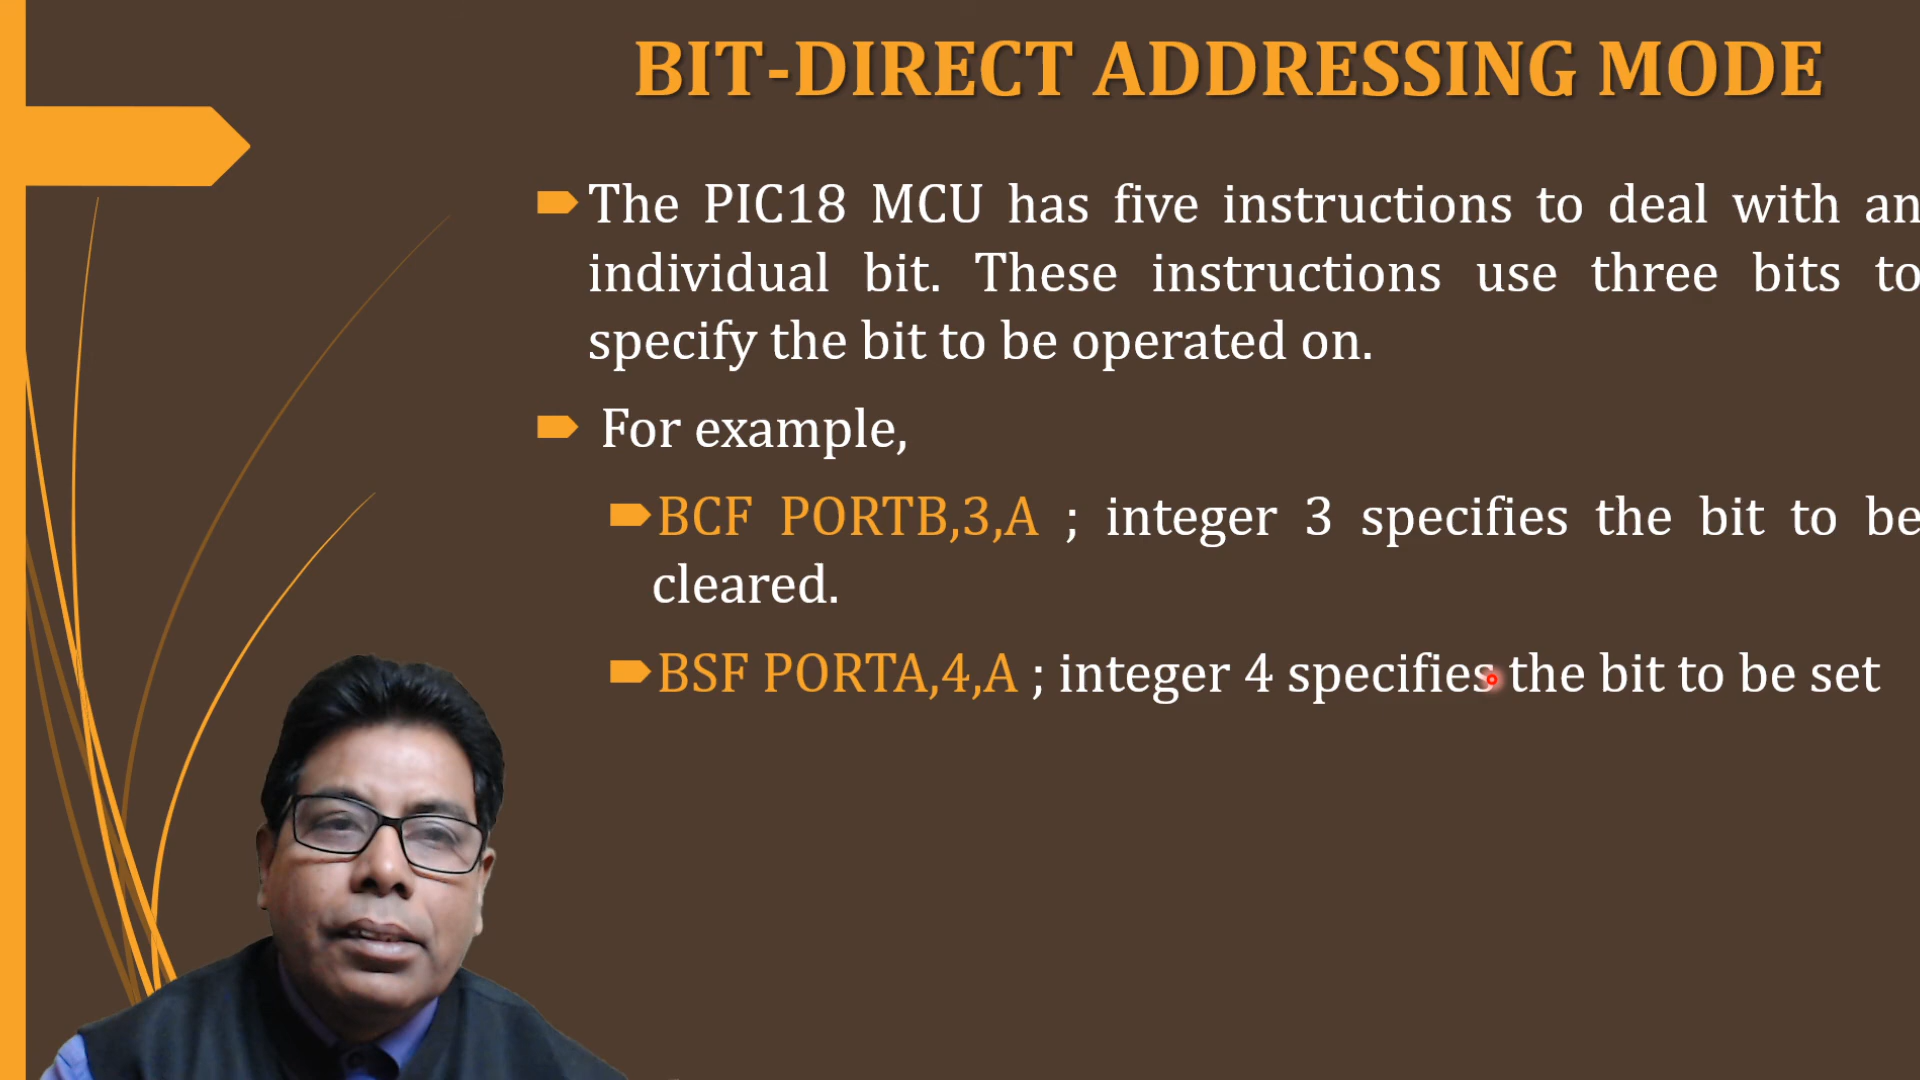 BIT-DIRECT ADDRESSING MODE
The PIC18 MCU has five instructions to deal with an
individual bit. These instructions use three bits to
specify the bit to be operated on.
For example,
BCF PORTB,3,A ; integer 3 specifies the bit to be
cleared.
BSF PORTA,4,A ; integer 4 specifies the bit to be set